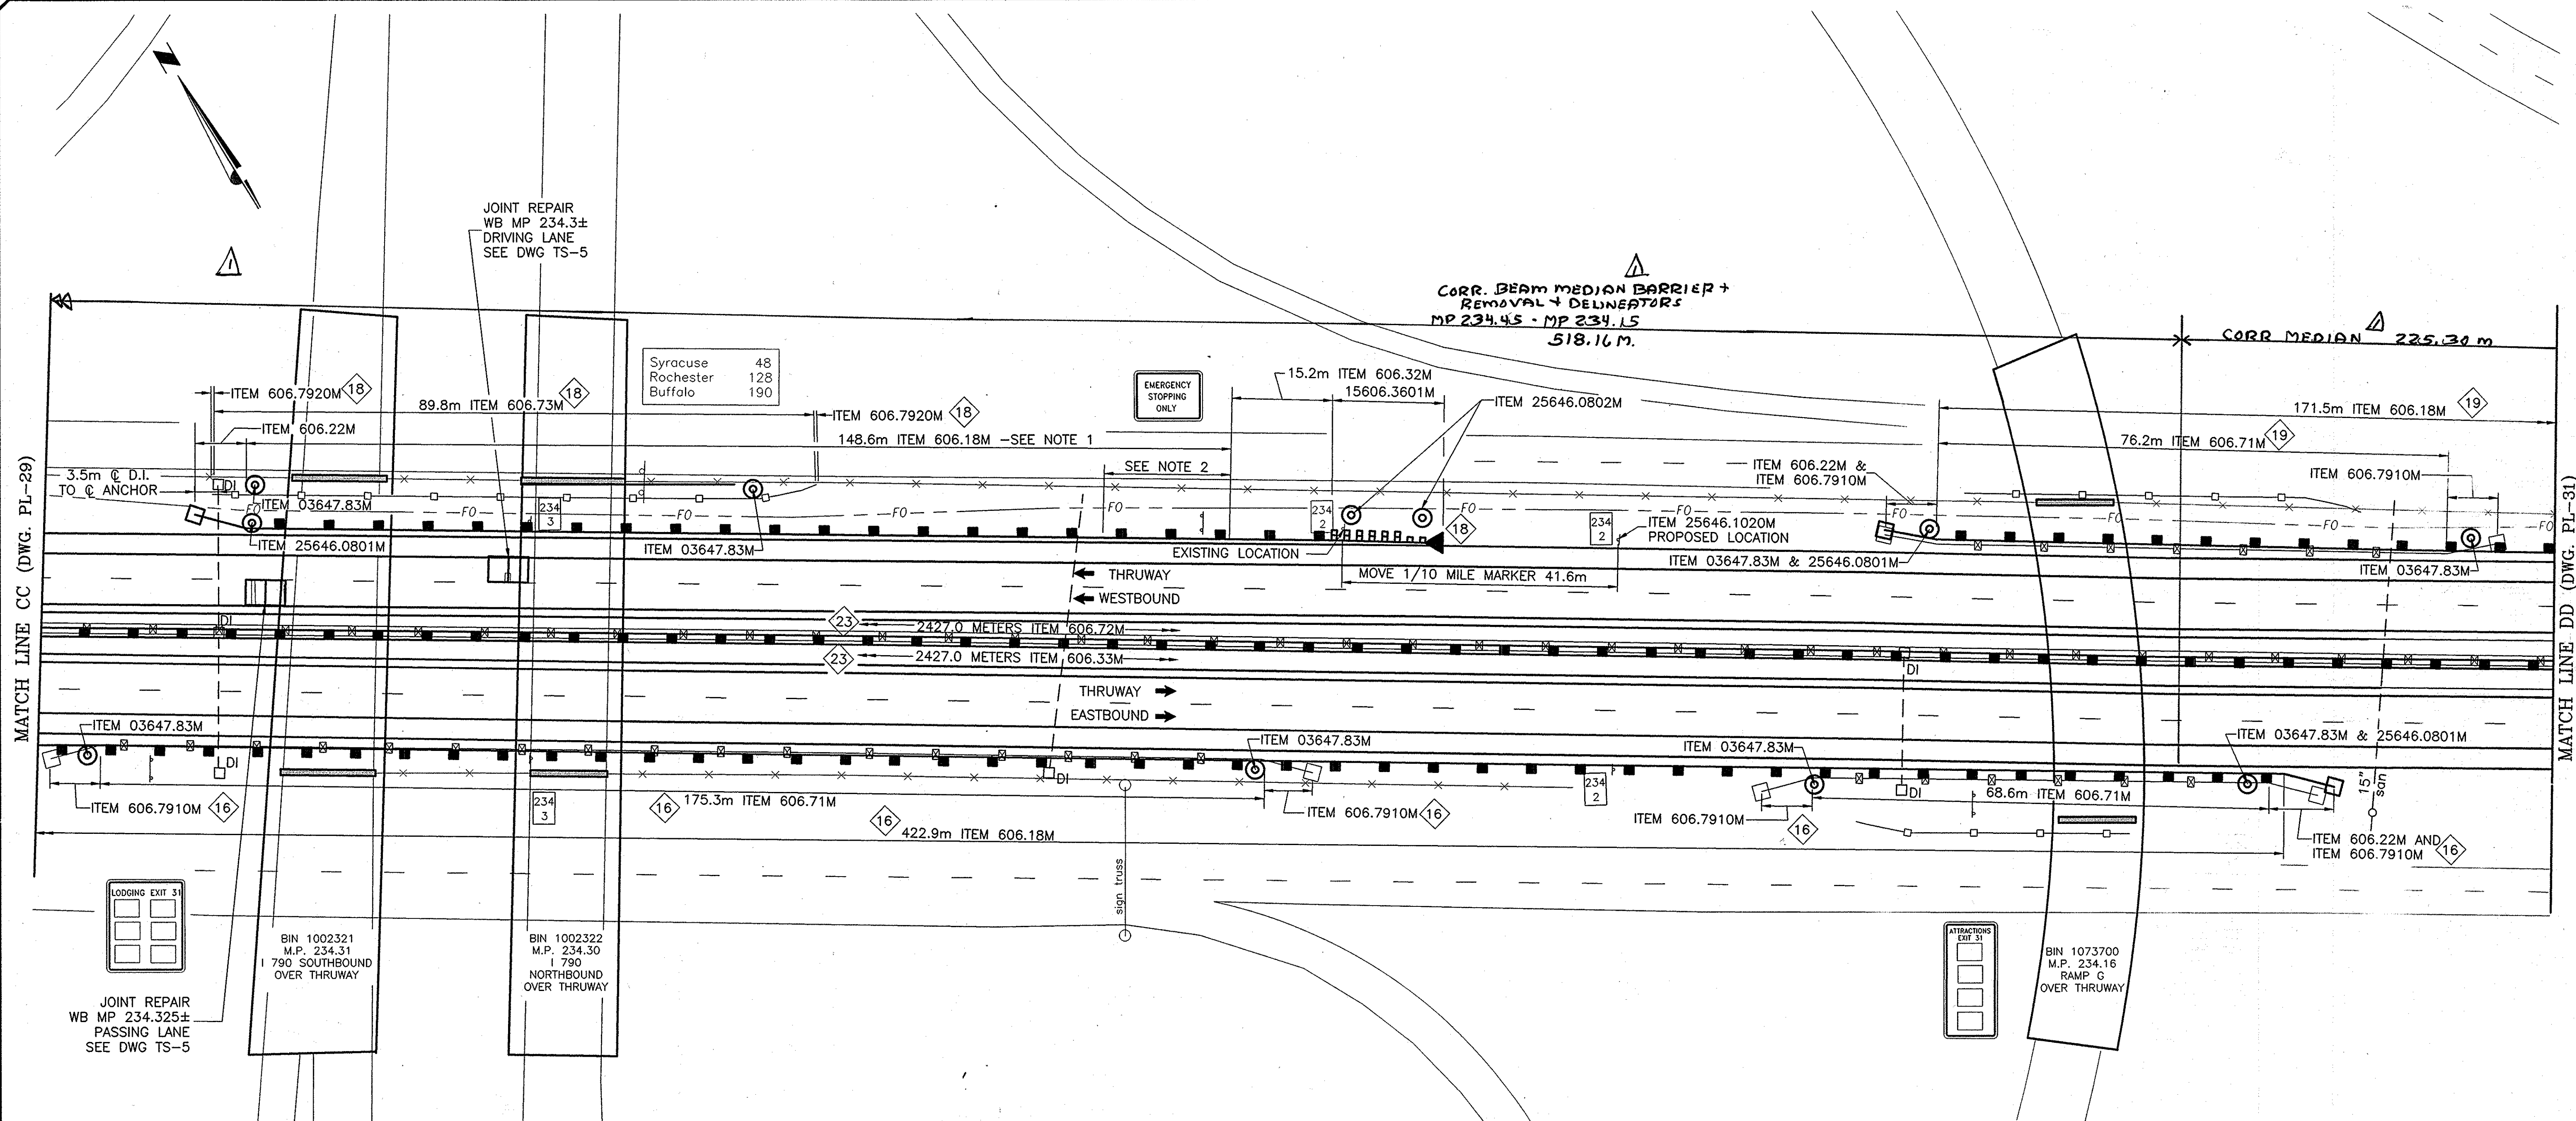 JOINT REPAIR
WB MP 234.3±
DRIVING LANE
SEE DWG TS-5
1
1
CORR. BEAM MEDIAN BARRIER +
REMOVAL + DELINEATORS
MP 234.45 - MP 234.15
518.16 M.
1
CORR MEDIAN 225.30 m
Syracuse 48
Rochester 128
Buffalo 190
EMERGENCY
STOPPING
ONLY
ITEM 606.7920M 18
89.8m ITEM 606.73M 18
ITEM 606.7920M 18
ITEM 606.22M
148.6m ITEM 606.18M -SEE NOTE 1
SEE NOTE 2
15.2m ITEM 606.32M
15606.3601M
ITEM 25646.0802M
171.5m ITEM 606.18M 19
76.2m ITEM 606.71M 19
ITEM 606.22M &
ITEM 606.7910M
ITEM 606.7910M
3.5m ℄ D.I.
TO ℄ ANCHOR
DI
ITEM 03647.83M
FO FO FO FO FO FO FO FO FO FO
234
3
234
2
234
2
18
ITEM 25646.0801M
ITEM 03647.83M
EXISTING LOCATION
ITEM 25646.1020M
PROPOSED LOCATION
ITEM 03647.83M & 25646.0801M
ITEM 03647.83M
MOVE 1/10 MILE MARKER 41.6m
THRUWAY
WESTBOUND
MATCH LINE CC (DWG. PL-29)
MATCH LINE DD (DWG. PL-31)
DI
23 2427.0 METERS ITEM 606.72M
23 2427.0 METERS ITEM 606.33M
DI
THRUWAY
EASTBOUND
ITEM 03647.83M
ITEM 03647.83M
ITEM 03647.83M
ITEM 03647.83M & 25646.0801M
DI
DI
DI
15"
san
ITEM 606.7910M 16
234
3
16 175.3m ITEM 606.71M
ITEM 606.7910M 16
234
2
ITEM 606.7910M 16
68.6m ITEM 606.71M
16 422.9m ITEM 606.18M
ITEM 606.22M AND
ITEM 606.7910M 16
sign truss
LODGING EXIT 31
BIN 1002321
M.P. 234.31
I 790 SOUTHBOUND
OVER THRUWAY
BIN 1002322
M.P. 234.30
I 790
NORTHBOUND
OVER THRUWAY
ATTRACTIONS
EXIT 31
BIN 1073700
M.P. 234.16
RAMP G
OVER THRUWAY
JOINT REPAIR
WB MP 234.325±
PASSING LANE
SEE DWG TS-5